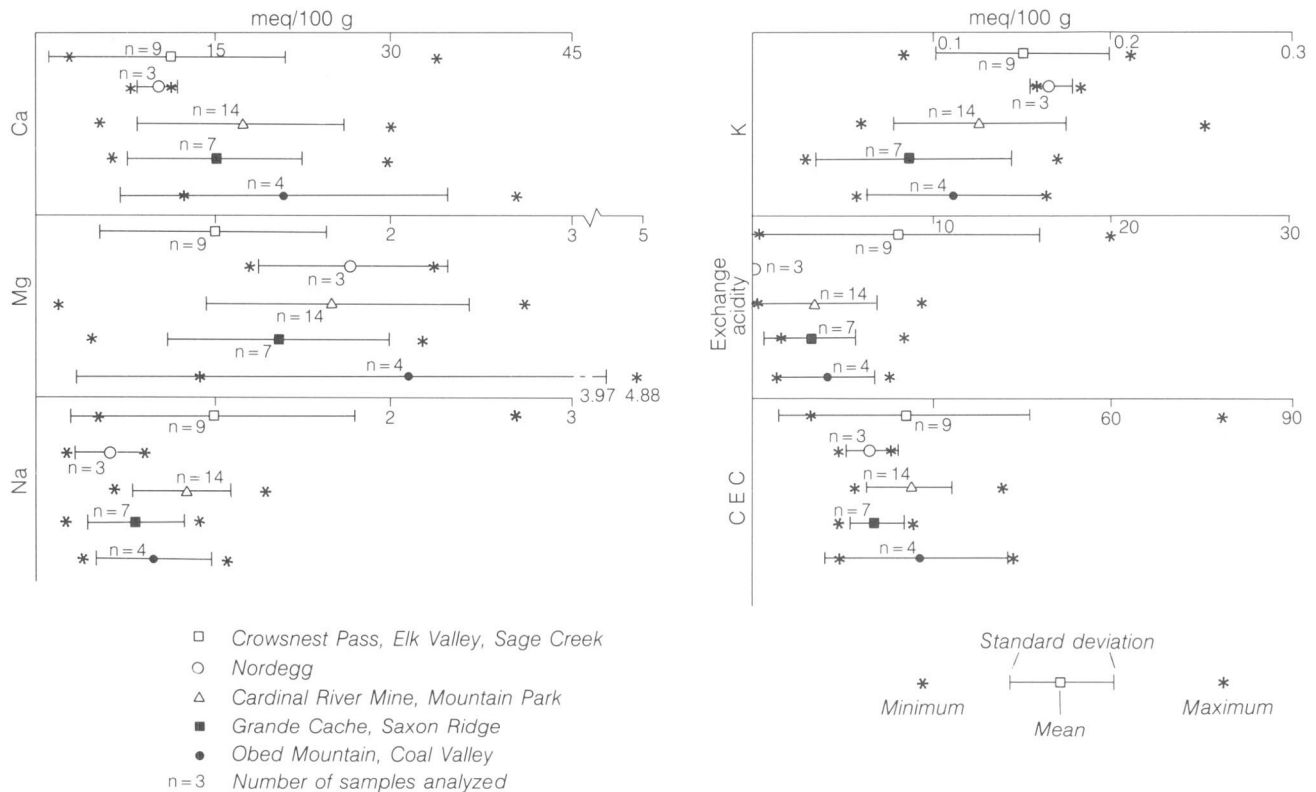 meq/100 g
15 30 45
Ca
n=9
n=3
n=14
n=7
n=4
2 3 5
Mg
n=9
n=3
n=14
n=7
n=4
3.97 4.88
2 3
Na
n=9
n=3
n=14
n=7
n=4
meq/100 g
0.1 0.2 0.3
K
n=9
n=3
n=14
n=7
n=4
10 20 30
Exchange
acidity
n=9
n=3
n=14
n=7
n=4
60 90
C E C
n=9
n=3
n=14
n=7
n=4
Crowsnest Pass, Elk Valley, Sage Creek
Nordegg
Cardinal River Mine, Mountain Park
Grande Cache, Saxon Ridge
Obed Mountain, Coal Valley
n=3 Number of samples analyzed
Standard deviation
Minimum
Mean
Maximum